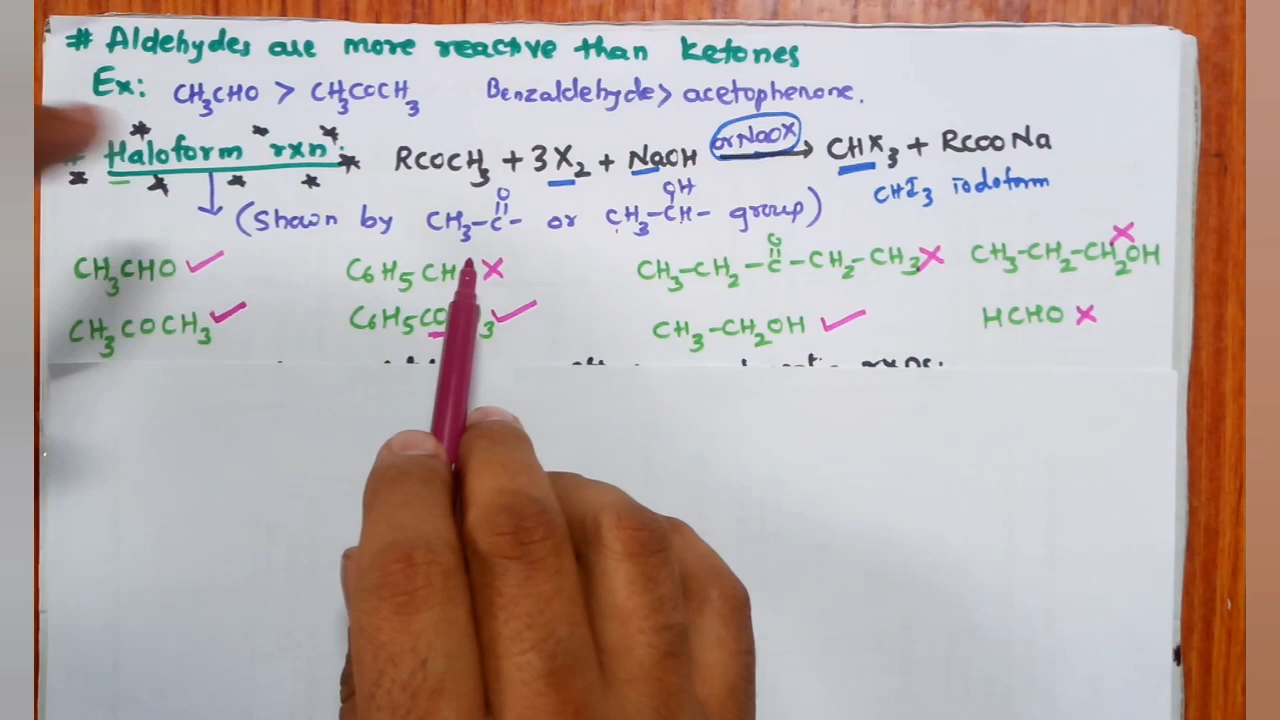 # Aldehydes are more reactive than ketones
Ex: CH3CHO > CH3COCH3 Benzaldehyde > acetophenone.
Haloform rxn: RCOCH3 + 3X2 + NaOH or NaOX → CHX3 + RCOONa
CHI3 iodoform
(shown by CH3-C(=O)- or CH3-CH(OH)- group)
CH3CHO ✓ C6H5CH ✗ CH3-CH2-C(=O)-CH2-CH3 ✗ CH3-CH2-CH2OH ✗
CH3COCH3 ✓ C6H5CO 3 ✓ CH3-CH2OH ✓ HCHO ✗